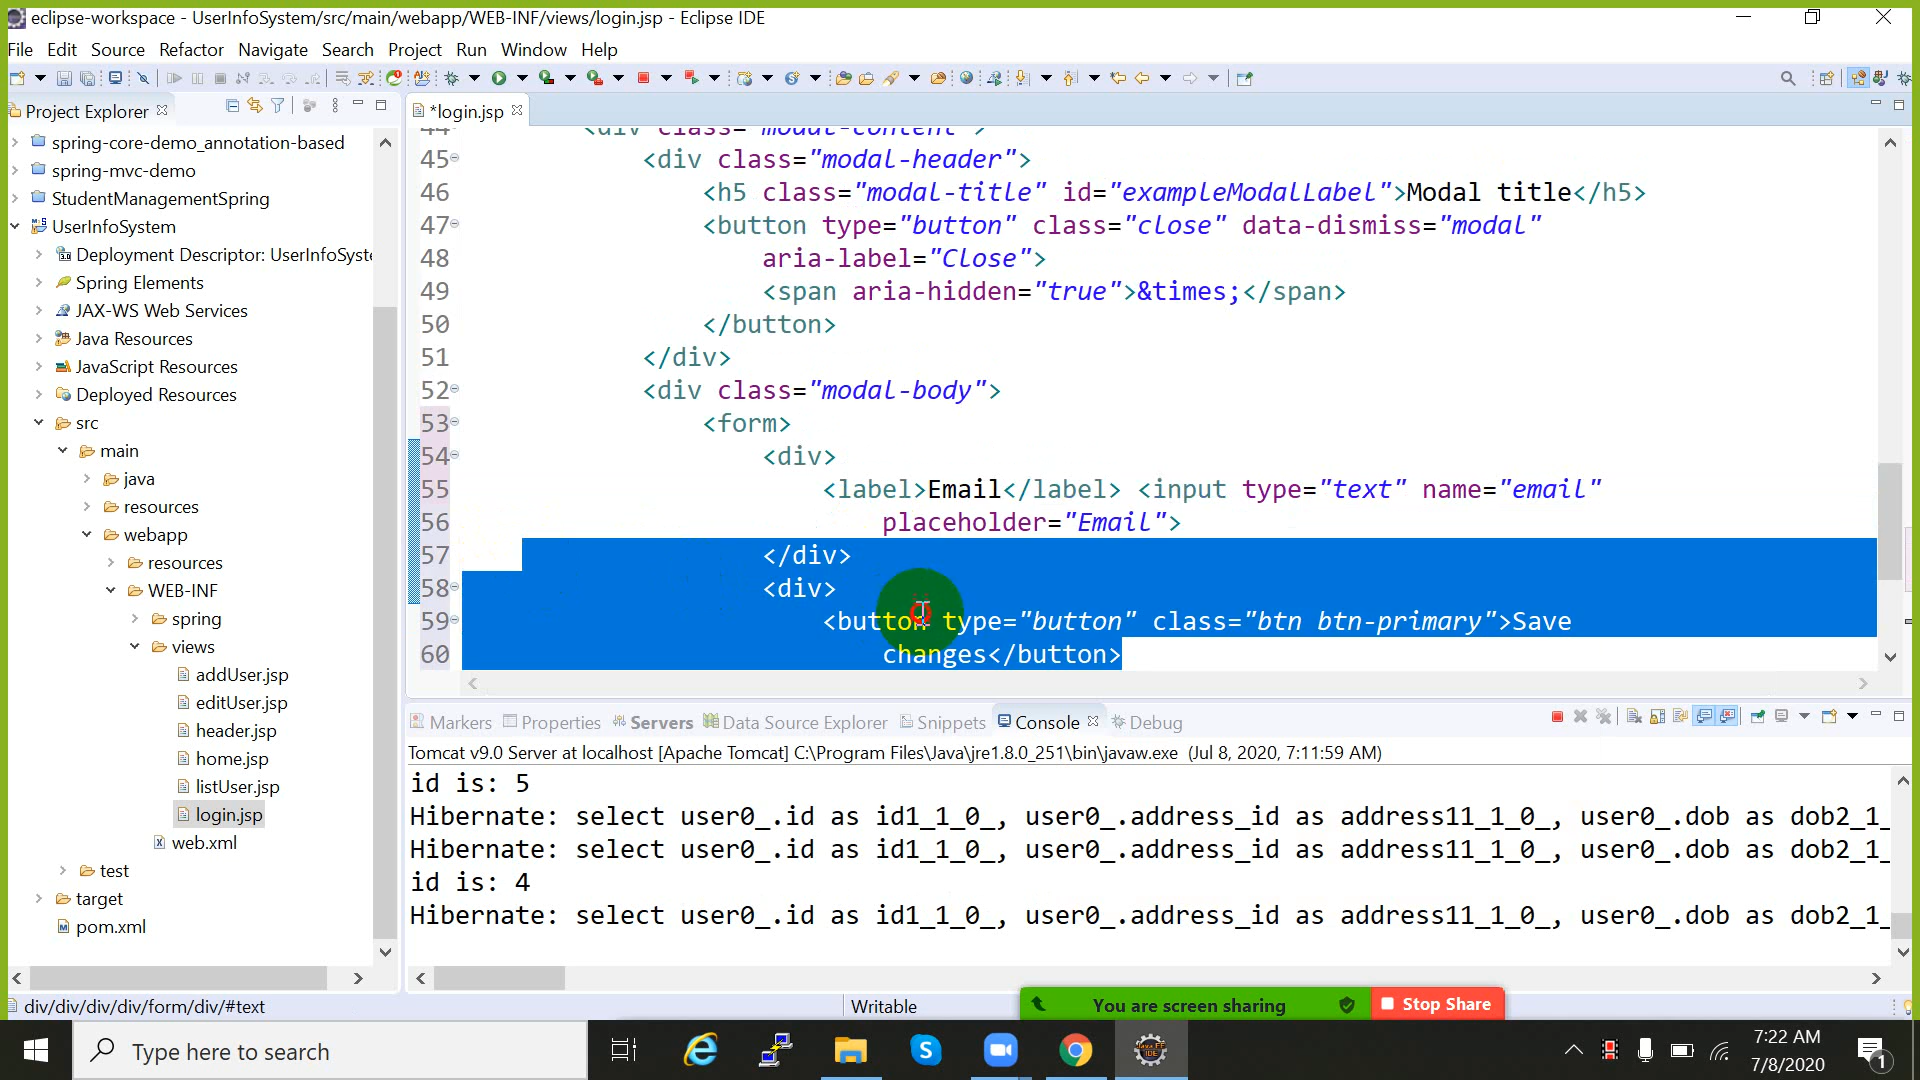 eclipse-workspace - UserInfoSystem/src/main/webapp/WEB-INF/views/login.jsp - Eclipse IDE
File Edit Source Refactor Navigate Search Project Run Window Help
Project Explorer
*login.jsp
spring-core-demo_annotation-based
spring-mvc-demo
StudentManagementSpring
UserInfoSystem
Deployment Descriptor: UserInfoSyste
Spring Elements
JAX-WS Web Services
Java Resources
JavaScript Resources
Deployed Resources
src
main
java
resources
webapp
resources
WEB-INF
spring
views
addUser.jsp
editUser.jsp
header.jsp
home.jsp
listUser.jsp
login.jsp
web.xml
test
target
pom.xml
44 <div class="modal-content">
45 <div class="modal-header">
46 <h5 class="modal-title" id="exampleModalLabel">Modal title</h5>
47 <button type="button" class="close" data-dismiss="modal"
48 aria-label="Close">
49 <span aria-hidden="true">&times;</span>
50 </button>
51 </div>
52 <div class="modal-body">
53 <form>
54 <div>
55 <label>Email</label> <input type="text" name="email"
56 placeholder="Email">
57 </div>
58 <div>
59 <button type="button" class="btn btn-primary">Save
60 changes</button>
Markers Properties Servers Data Source Explorer Snippets Console Debug
Tomcat v9.0 Server at localhost [Apache Tomcat] C:\Program Files\Java\jre1.8.0_251\bin\javaw.exe (Jul 8, 2020, 7:11:59 AM)
id is: 5
Hibernate: select user0_.id as id1_1_0_, user0_.address_id as address11_1_0_, user0_.dob as dob2_1_
Hibernate: select user0_.id as id1_1_0_, user0_.address_id as address11_1_0_, user0_.dob as dob2_1_
id is: 4
Hibernate: select user0_.id as id1_1_0_, user0_.address_id as address11_1_0_, user0_.dob as dob2_1_
div/div/div/div/form/div/#text
Writable
You are screen sharing
Stop Share
Type here to search
Java EE
IDE
7:22 AM
7/8/2020
1